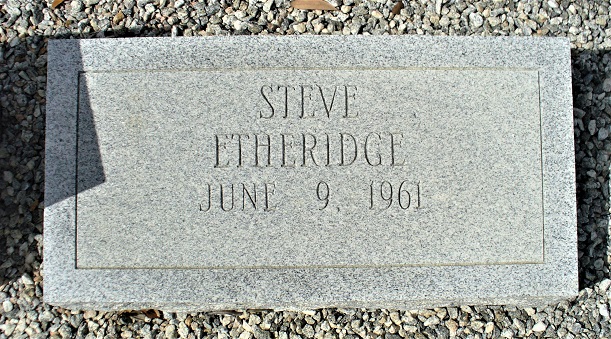 STEVE
ETHERIDGE
JUNE 9, 1961